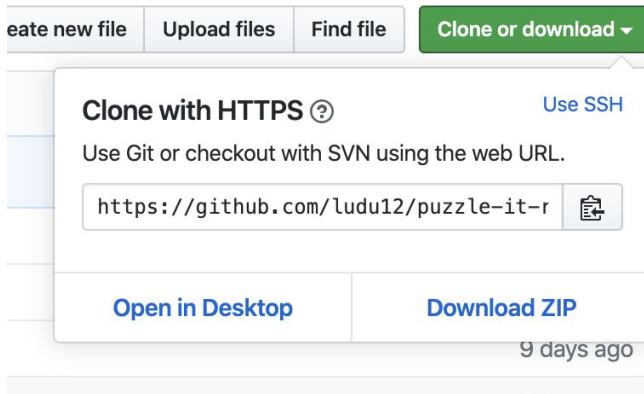 eate new file Upload files Find file Clone or download
Clone with HTTPS ? Use SSH
Use Git or checkout with SVN using the web URL.
https://github.com/ludu12/puzzle-it-r
Open in Desktop Download ZIP
9 days ago